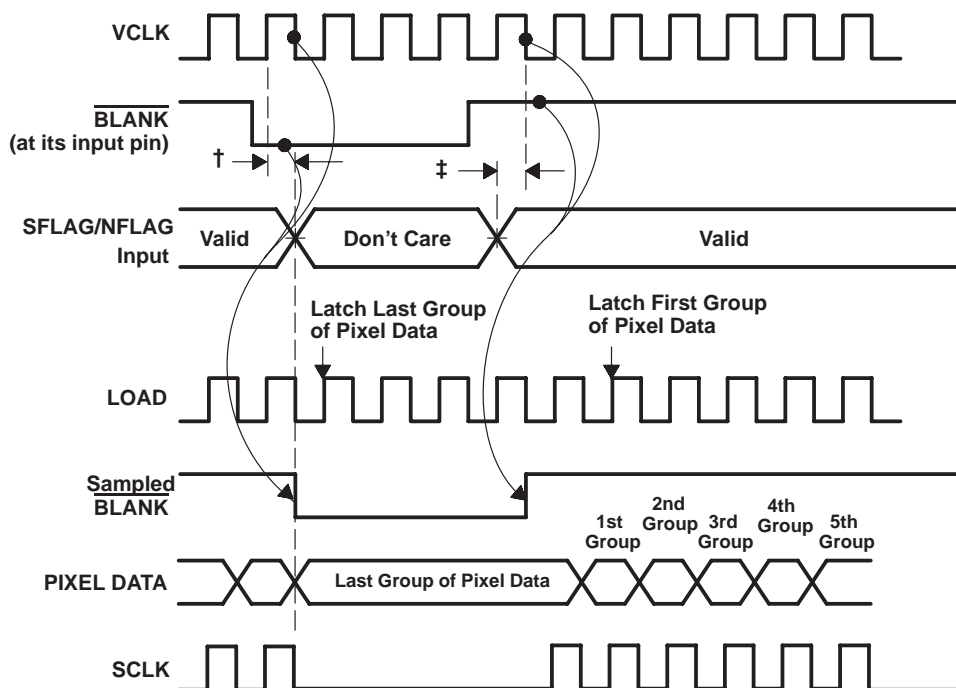 VCLK
BLANK
(at its input pin)
†
‡
SFLAG/NFLAG
Input
Valid
Don't Care
Valid
Latch Last Group
of Pixel Data
Latch First Group
of Pixel Data
LOAD
Sampled
BLANK
1st
Group
2nd
Group
3rd
Group
4th
Group
5th
Group
PIXEL DATA
Last Group of Pixel Data
SCLK